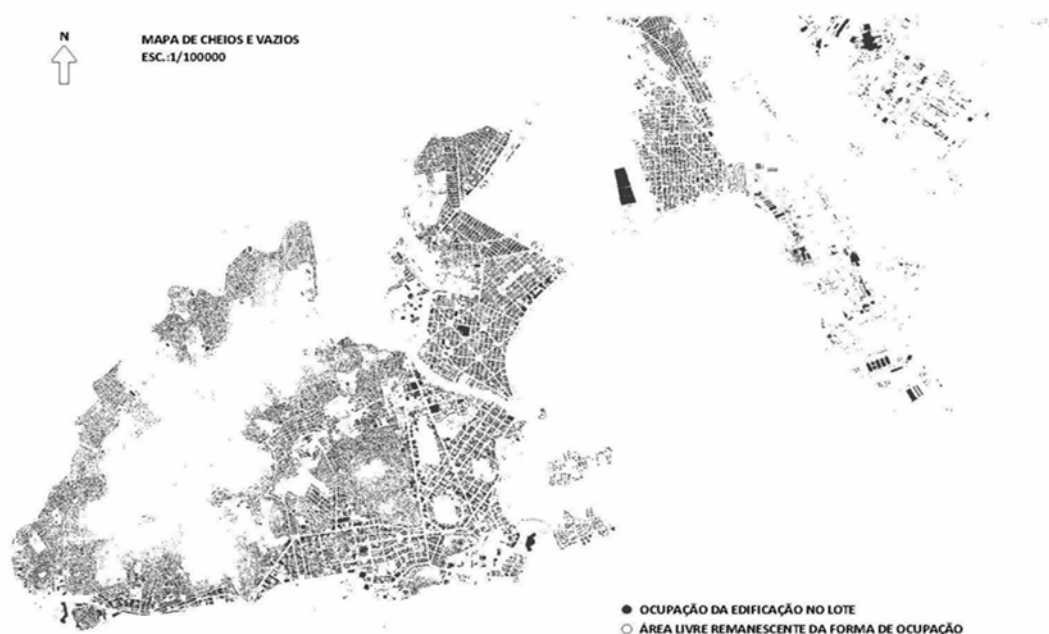 N
MAPA DE CHEIOS E VAZIOS
ESC.:1/100000
OCUPAÇÃO DA EDIFICAÇÃO NO LOTE
ÁREA LIVRE REMANESCENTE DA FORMA DE OCUPAÇÃO